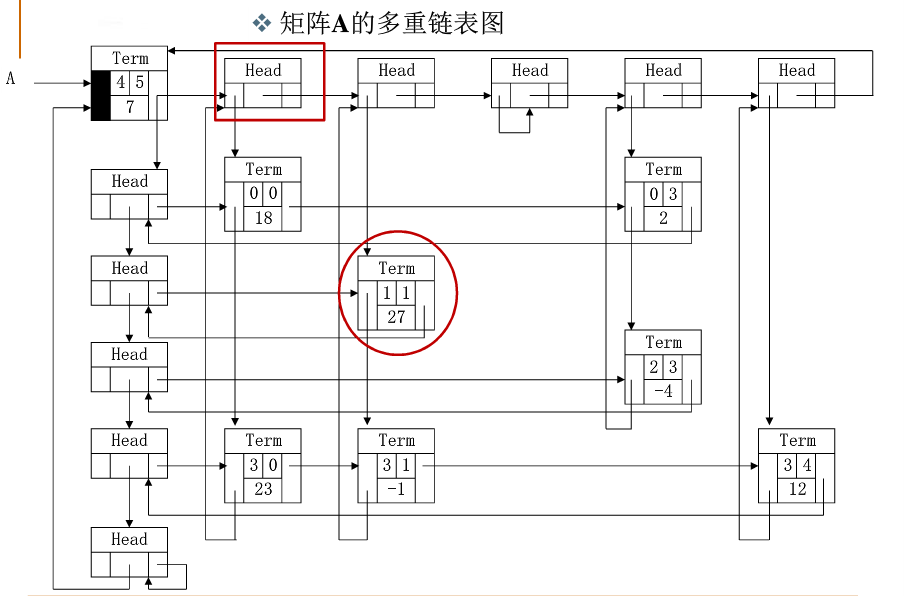 ❖ 矩阵A的多重链表图
A
Term
4 5
7
Head
Head
Head
Head
Head
Head
Term
0 0
18
Term
0 3
2
Head
Term
1 1
27
Head
Term
2 3
-4
Head
Term
3 0
23
Term
3 1
-1
Term
3 4
12
Head